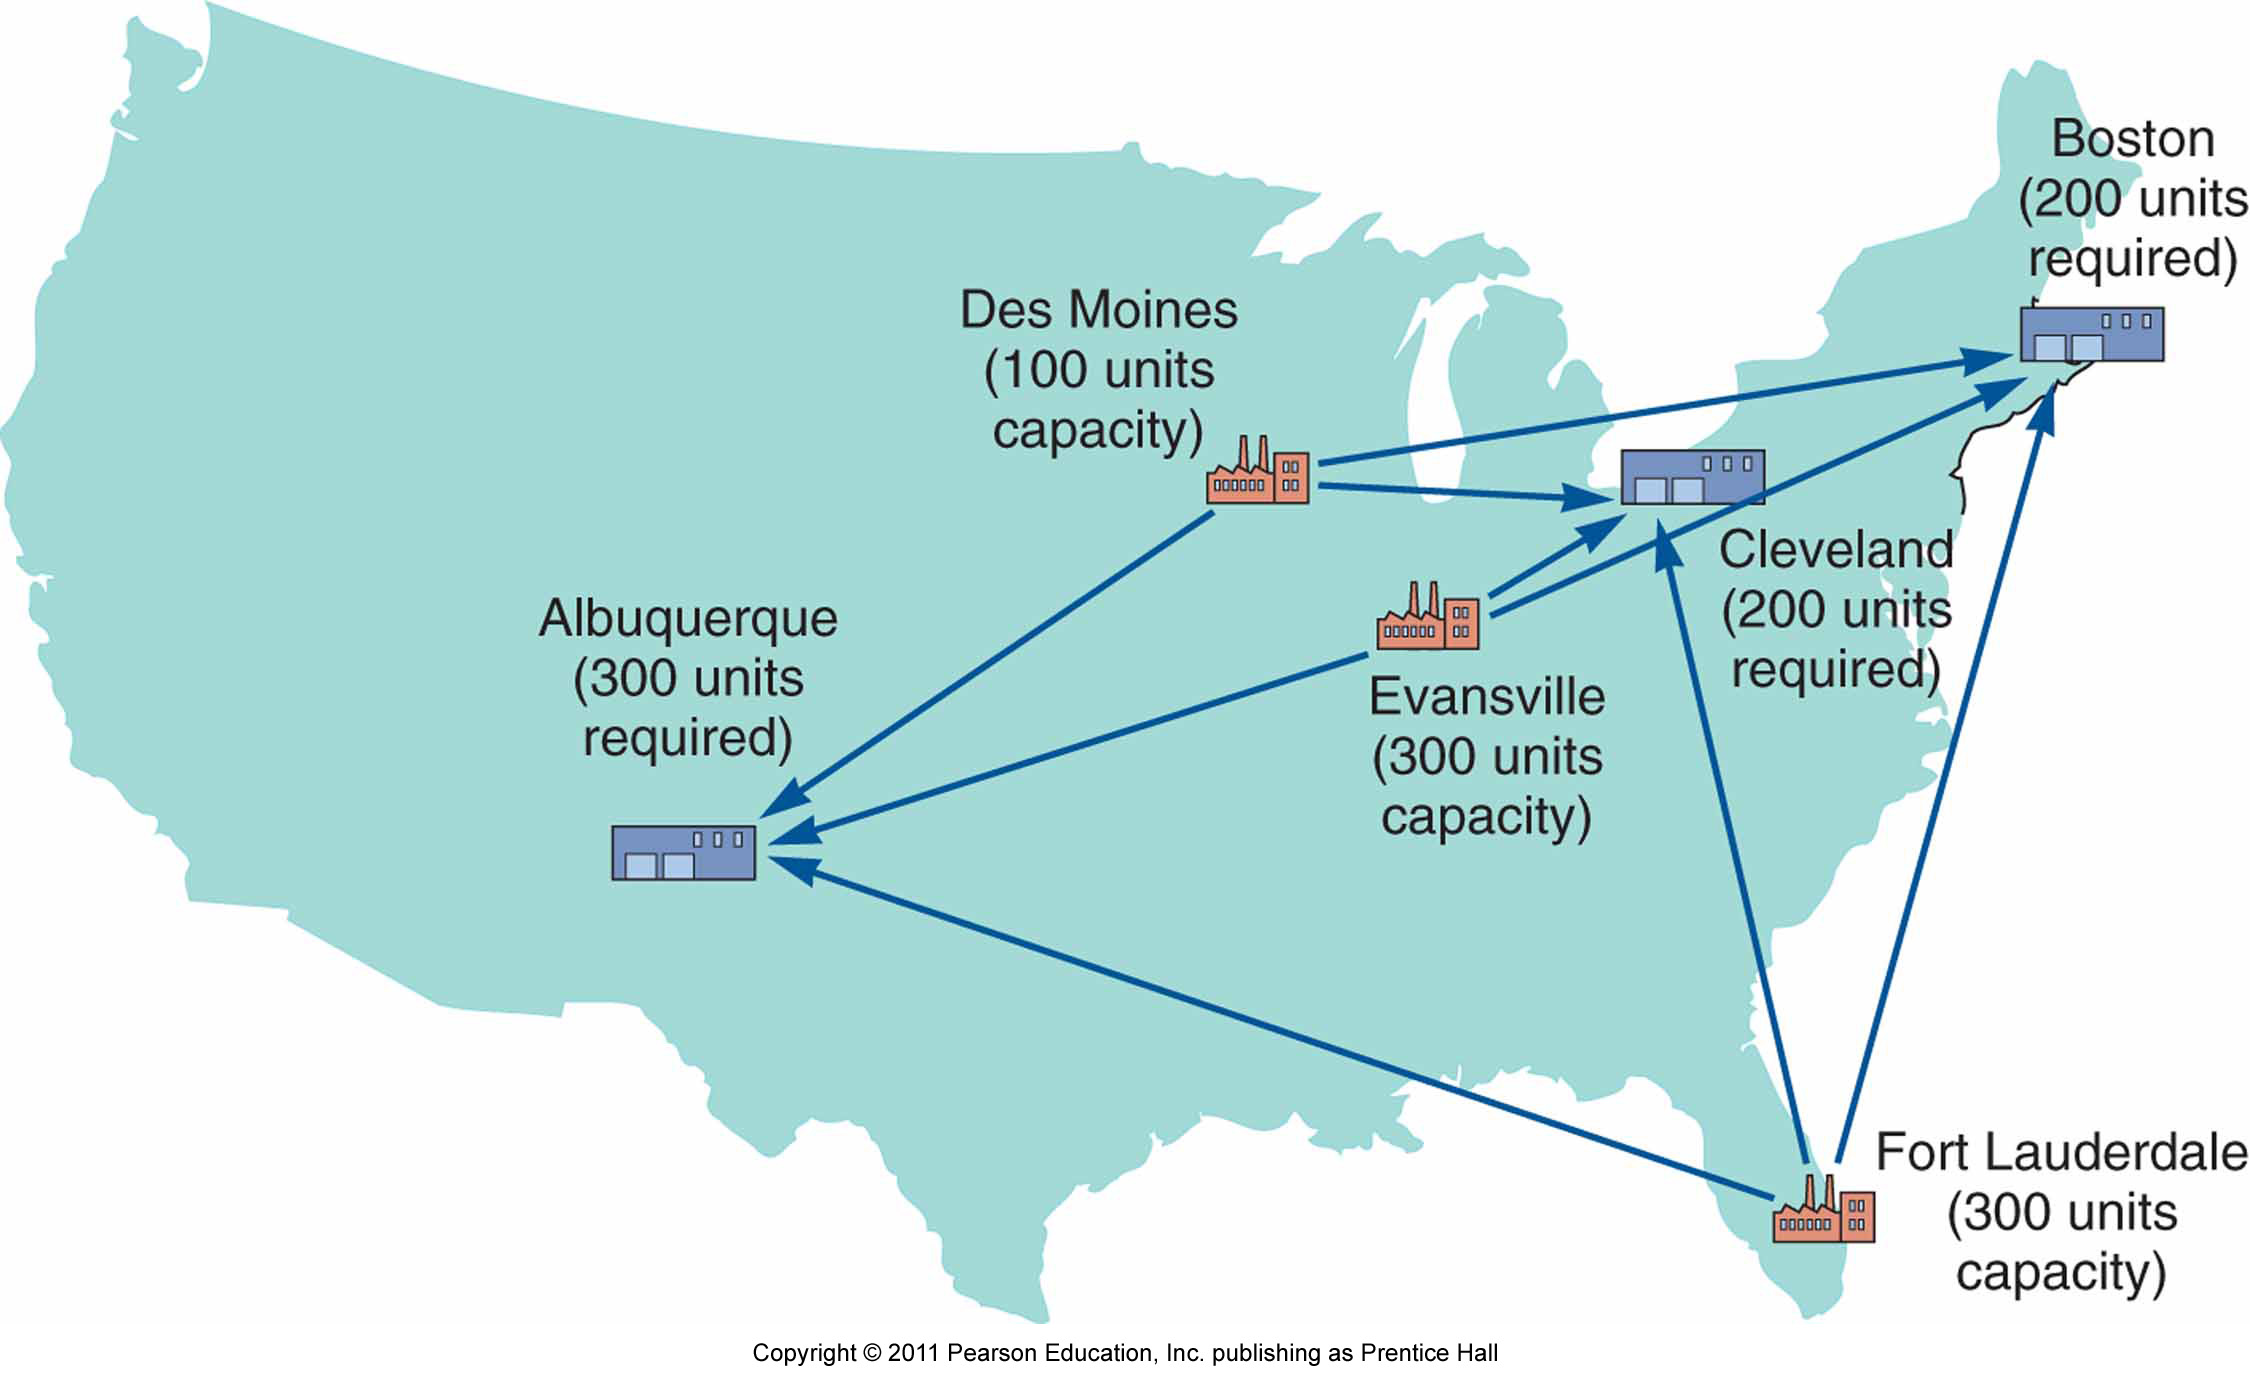 Boston
(200 units
required)
Des Moines
(100 units
capacity)
Cleveland
(200 units
required)
Albuquerque
(300 units
required)
Evansville
(300 units
capacity)
Fort Lauderdale
(300 units
capacity)
Copyright © 2011 Pearson Education, Inc. publishing as Prentice Hall